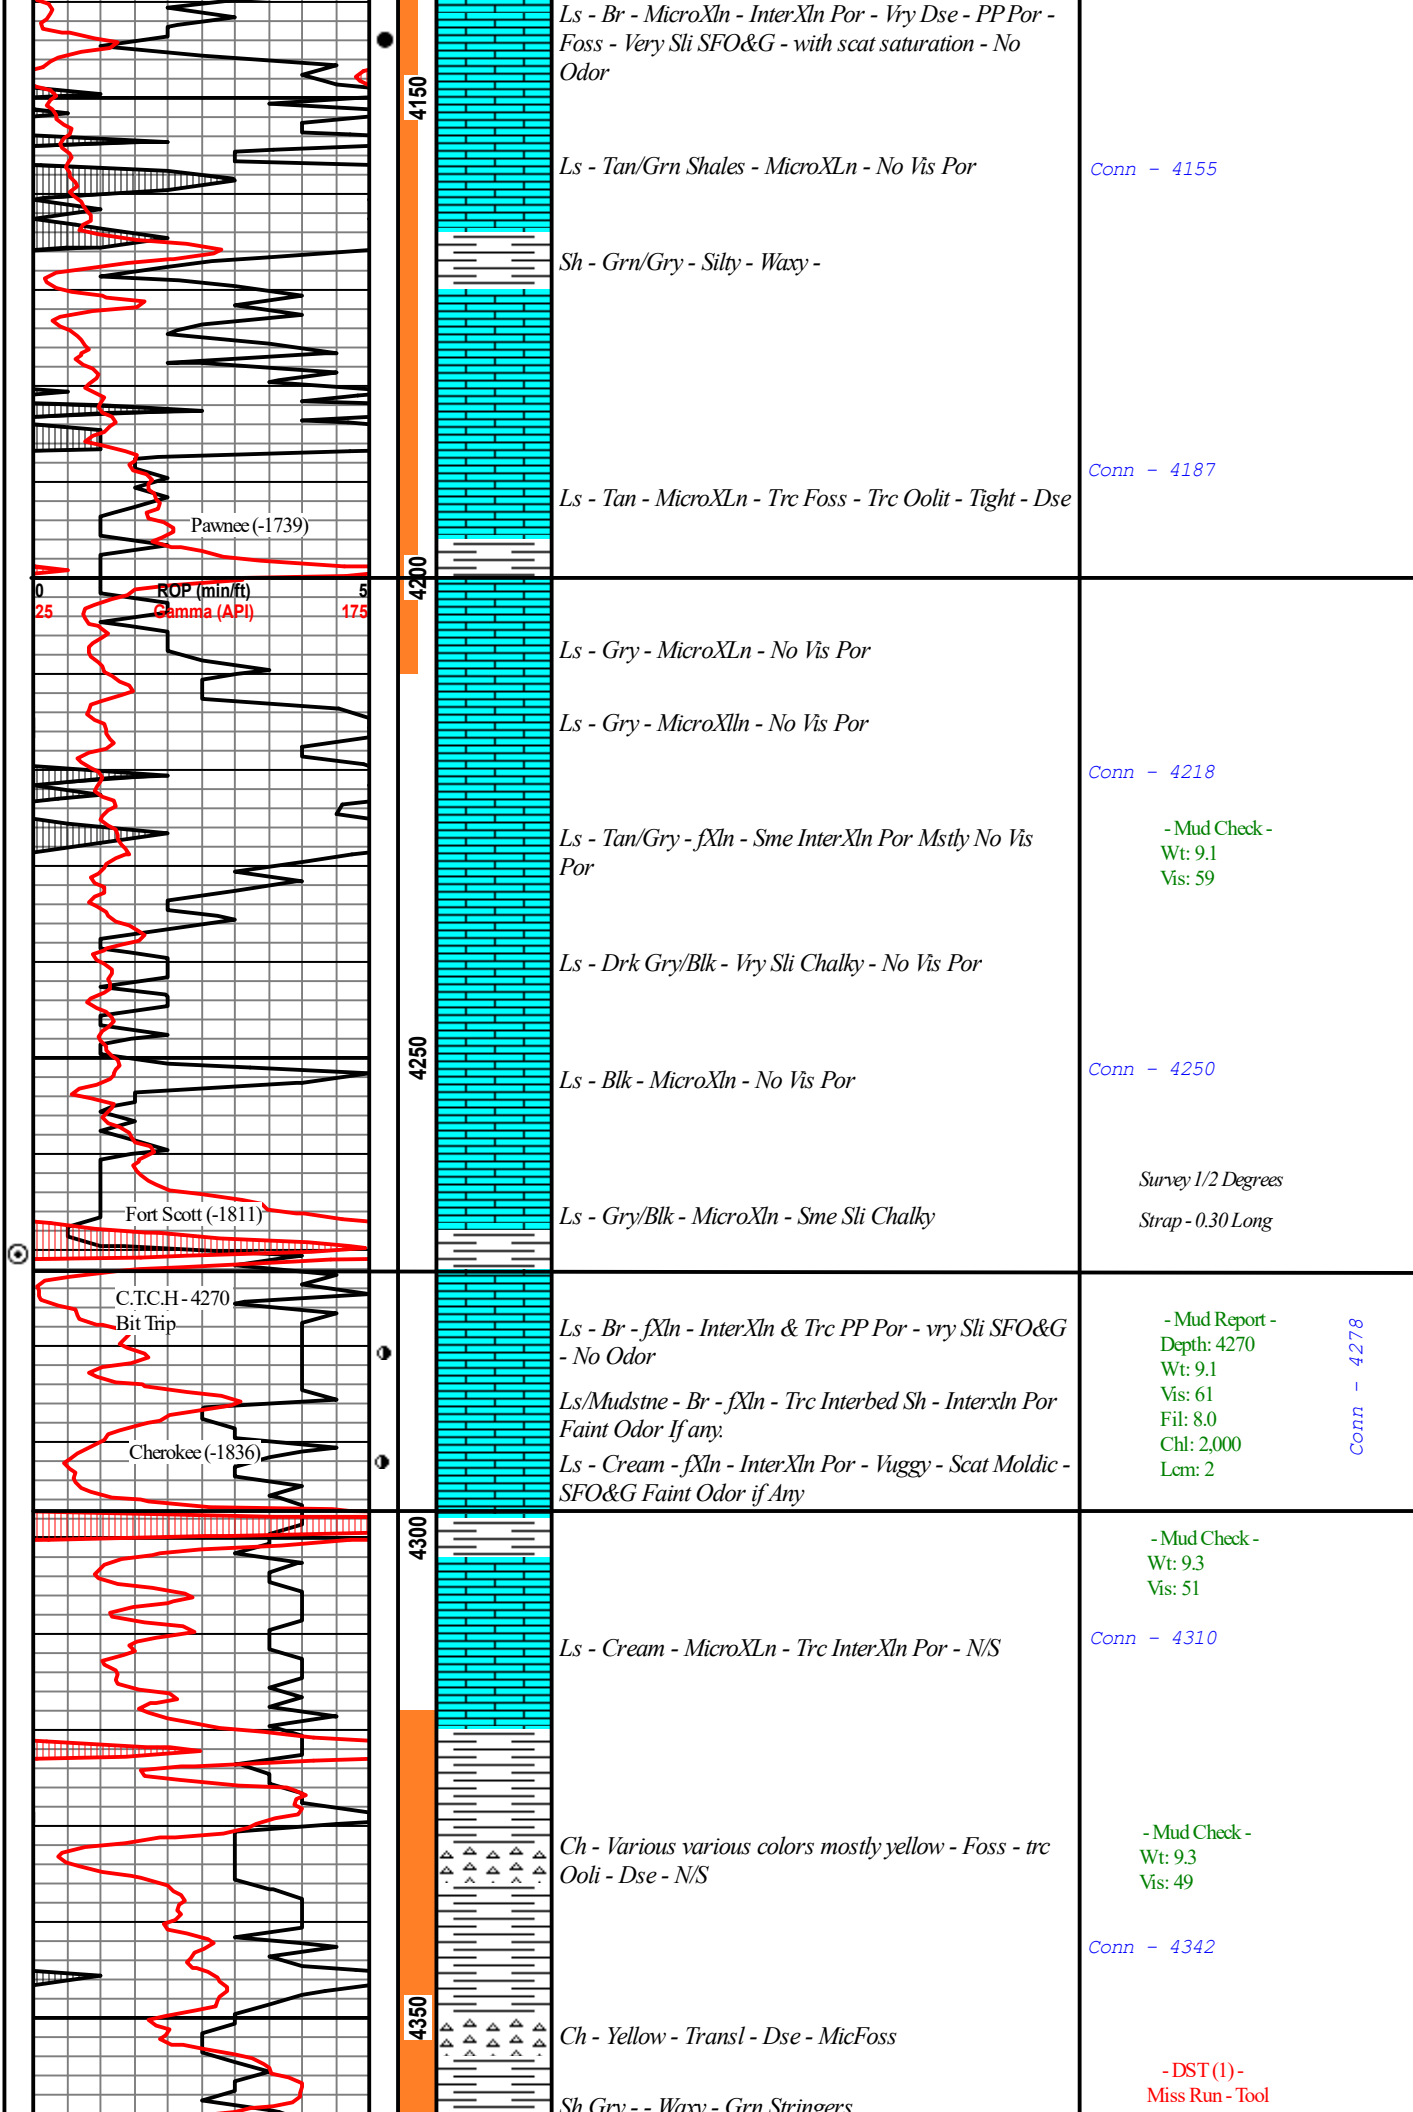 Ls - Br - MicroXln - InterXln Por - Vry Dse - PP Por -
Foss - Very Sli SFO&G - with scat saturation - No
Odor
4150
Ls - Tan/Grn Shales - MicroXLn - No Vis Por
Conn - 4155
Sh - Grn/Gry - Silty - Waxy -
Conn - 4187
Ls - Tan - MicroXLn - Trc Foss - Trc Oolit - Tight - Dse
Pawnee (-1739)
4200
0 ROP (min/ft) 5
25 Gamma (API) 175
Ls - Gry - MicroXLn - No Vis Por
Ls - Gry - MicroXlln - No Vis Por
Conn - 4218
- Mud Check -
Wt: 9.1
Vis: 59
Ls - Tan/Gry - fXln - Sme InterXln Por Mstly No Vis
Por
Ls - Drk Gry/Blk - Vry Sli Chalky - No Vis Por
4250
Conn - 4250
Ls - Blk - MicroXln - No Vis Por
Survey 1/2 Degrees
Strap - 0.30 Long
Fort Scott (-1811)
Ls - Gry/Blk - MicroXln - Sme Sli Chalky
C.T.C.H - 4270
Bit Trip
Ls - Br - fXln - InterXln & Trc PP Por - vry Sli SFO&G
- No Odor
- Mud Report -
Depth: 4270
Wt: 9.1
Vis: 61
Fil: 8.0
Chl: 2,000
Lcm: 2
Conn - 4278
Ls/Mudstne - Br - fXln - Trc Interbed Sh - Interxln Por
Faint Odor If any.
Cherokee (-1836)
Ls - Cream - fXln - InterXln Por - Vuggy - Scat Moldic -
SFO&G Faint Odor if Any
4300
- Mud Check -
Wt: 9.3
Vis: 51
Conn - 4310
Ls - Cream - MicroXLn - Trc InterXln Por - N/S
Ch - Various various colors mostly yellow - Foss - trc
Ooli - Dse - N/S
- Mud Check -
Wt: 9.3
Vis: 49
Conn - 4342
4350
Ch - Yellow - Transl - Dse - MicFoss
- DST (1) -
Miss Run - Tool
Sh Gry - - Waxy - Grn Stringers